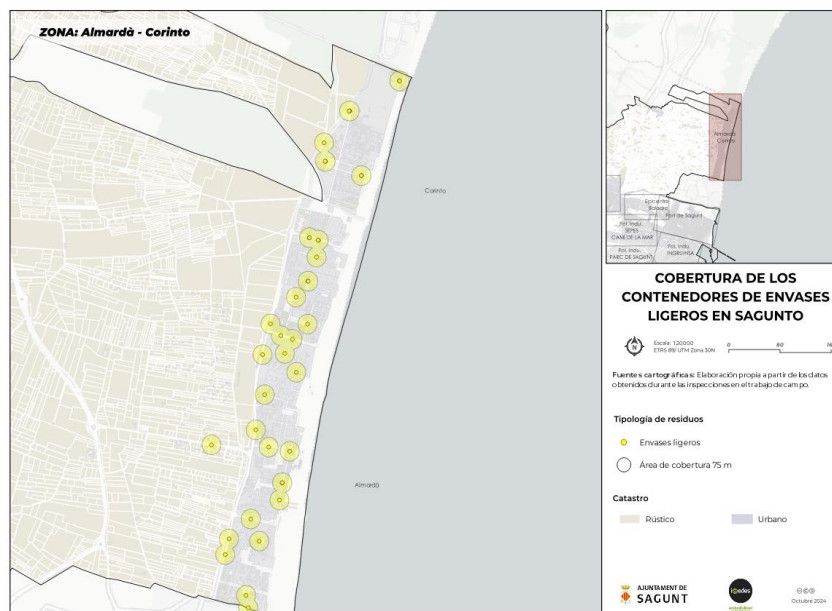 ZONA: Almardà - Corinto
Corinto
Almardà
Almardà
Corinto
Port de Sagunt
Pol. Indu.
SEPES
CAMÍ DE LA MAR
Pol. Indu.
PARC DE SAGUNT
Pol. Indu.
INGRUINSA
COBERTURA DE LOS
CONTENEDORES DE ENVASES
LIGEROS EN SAGUNTO
N
Escala: 1:20000
ETRS 89/ UTM Zona 30N
0 80
Fuentes cartográficas: Elaboración propia a partir de los datos
obtenidos durante las inspecciones en el trabajo de campo.
Tipología de residuos
Envases ligeros
Área de cobertura 75 m
Catastro
Rústico Urbano
AJUNTAMENT DE
SAGUNT
Octubre 2024